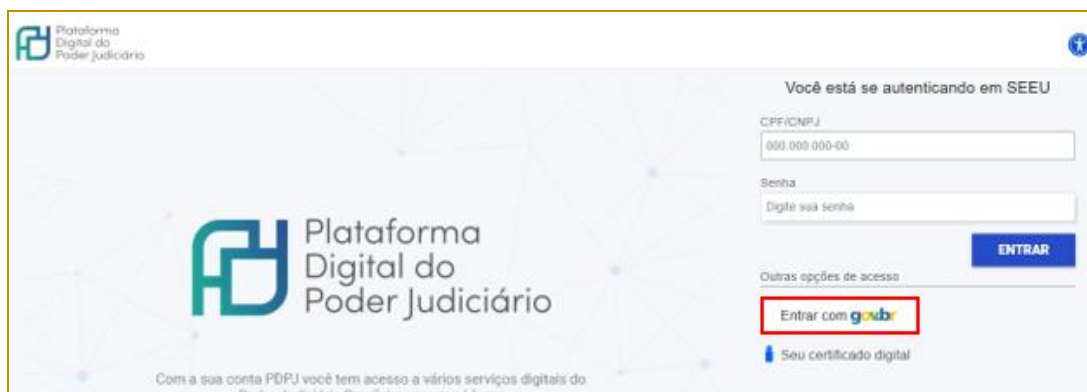 Plataforma
Digital do
Poder Judiciário
Você está se autenticando em SEEU
CPF/CNPJ
000.000.000-00
Senha
Digite sua senha
ENTRAR
Outras opções de acesso
Entrar com gov.br
Seu certificado digital
Plataforma
Digital do
Poder Judiciário
Com a sua conta PDPJ você tem acesso a vários serviços digitais do